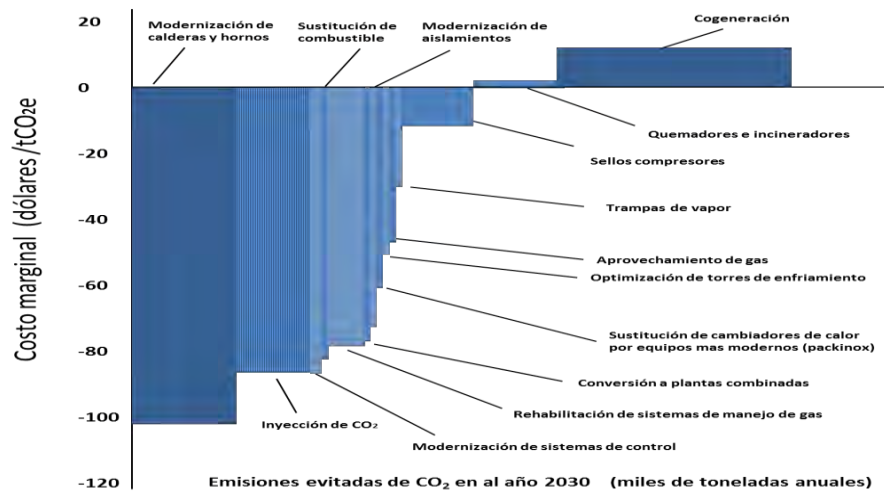 20
0
-20
-40
-60
-80
-100
-120
Costo marginal (dólares/tCO2e
Modernización de
calderas y hornos
Sustitución de
combustible
Modernización de
aislamientos
Cogeneración
Quemadores e incineradores
Sellos compresores
Trampas de vapor
Aprovechamiento de gas
Optimización de torres de enfriamiento
Sustitución de cambiadores de calor
por equipos mas modernos (packinox)
Conversión a plantas combinadas
Rehabilitación de sistemas de manejo de gas
Inyección de CO₂
Modernización de sistemas de control
Emisiones evitadas de CO₂ en al año 2030 (miles de toneladas anuales)